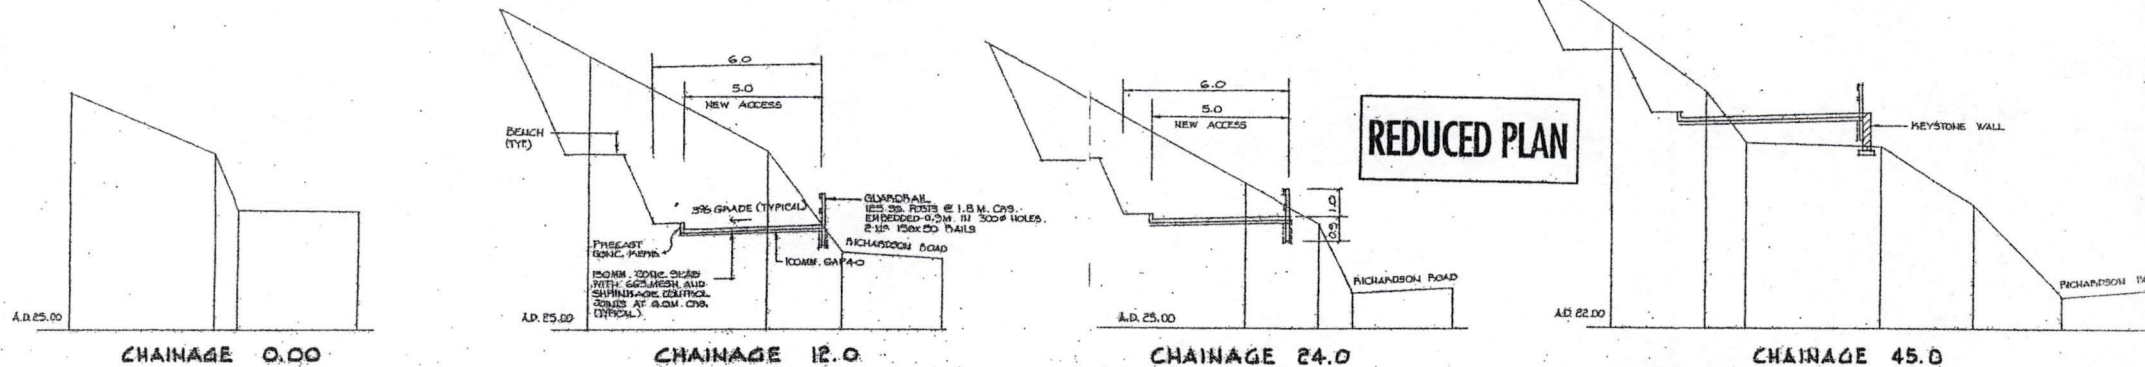 6.0
5.0
NEW ACCESS
BENCH
(TYP.)
3% GRADE (TYPICAL)
GUARDRAIL
125 SQ. POSTS @ 1.8 M. CRS.
EMBEDDED 0.9M. IN 300Ø HOLES.
2 No. 150x50 RAILS
RICHARDSON ROAD
PRECAST
CONC. KERB
100MM. GAP40
150MM. CONC. SLAB
WITH 665 MESH AND
SHRINKAGE CONTROL
JOINTS AT CRS.
(TYPICAL)
6.0
5.0
NEW ACCESS
1.0
0.9
RICHARDSON ROAD
REDUCED PLAN
KEYSTONE WALL
RICHARDSON
A.D. 25.00
A.D. 25.00
A.D. 25.00
A.D. 22.00
CHAINAGE 0.00
CHAINAGE 12.0
CHAINAGE 24.0
CHAINAGE 45.0